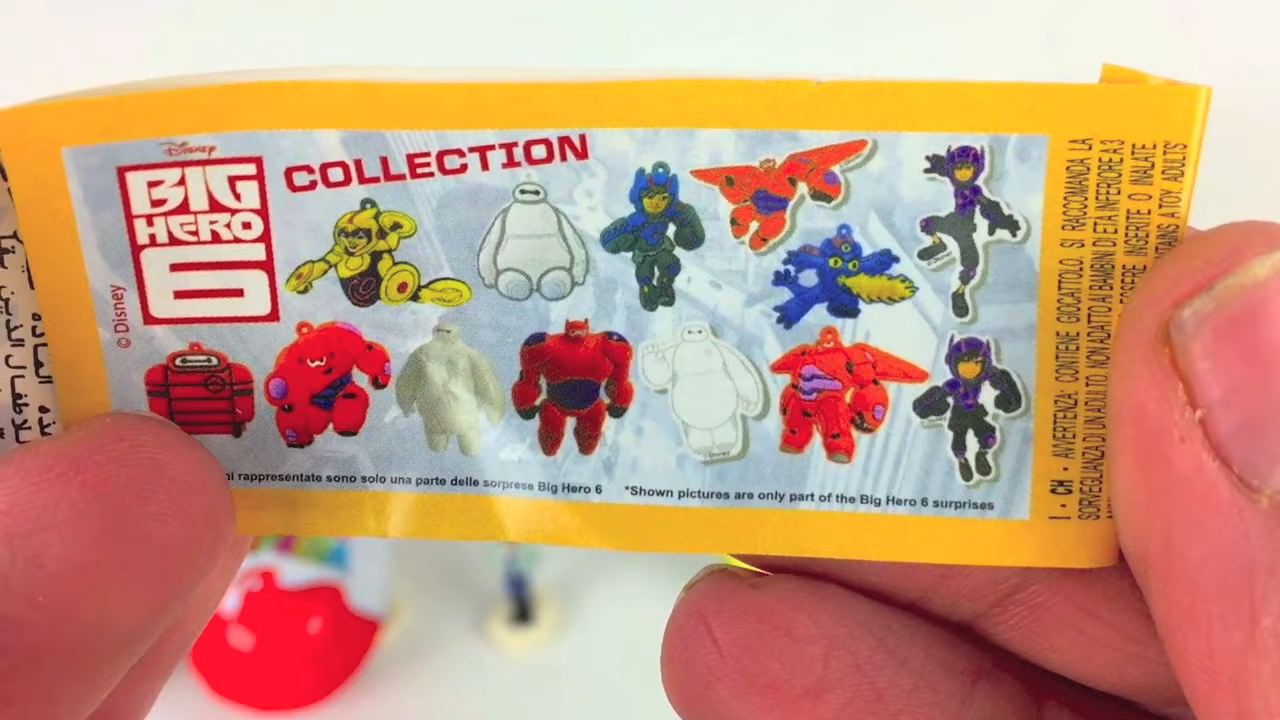 Disney
BIG
HERO
6
COLLECTION
© Disney
ni rappresentate sono solo una parte delle sorprese Big Hero 6
*Shown pictures are only part of the Big Hero 6 surprises
I - CH - AVVERTENZA: CONTIENE GIOCATTOLO. SI RACCOMANDA LA
SORVEGLIANZA DI UN ADULTO. NON ADATTO AI BAMBINI DI ETÀ INFERIORE A 3
ESSERE INGERITE O INALATE
A TOY. ADULTS